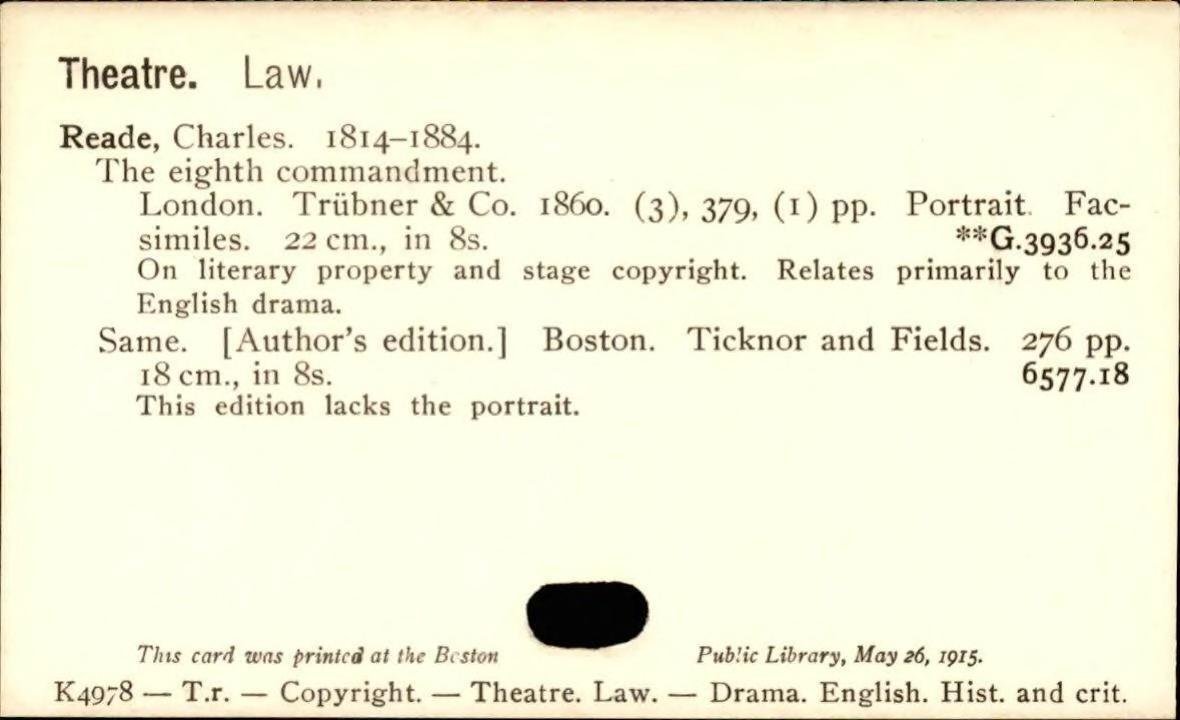 Theatre. Law.
Reade, Charles. 1814–1884.
The eighth commandment.
London. Trübner & Co. 1860. (3), 379, (1) pp. Portrait. Fac-
similes. 22 cm., in 8s. **G.3936.25
On literary property and stage copyright. Relates primarily to the
English drama.
Same. [Author's edition.] Boston. Ticknor and Fields. 276 pp.
18 cm., in 8s. 6577.18
This edition lacks the portrait.
This card was printed at the Boston Public Library, May 26, 1915.
K4978 — T.r. — Copyright. — Theatre. Law. — Drama. English. Hist. and crit.